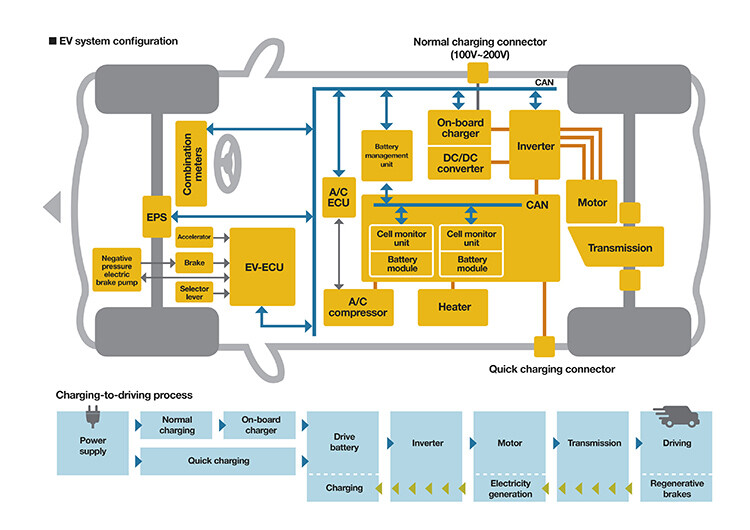 ■ EV system configuration
Normal charging connector
(100V~200V)
CAN
Combination
meters
Battery
management
unit
On-board
charger
DC/DC
converter
Inverter
A/C
ECU
CAN
Motor
EPS
Accelerator
Cell monitor
unit
Battery
module
Cell monitor
unit
Battery
module
Transmission
Negative
pressure
electric
brake pump
Brake
EV-ECU
Selector
lever
A/C
compressor
Heater
Quick charging connector
Charging-to-driving process
Power
supply
Normal
charging
On-board
charger
Quick charging
Drive
battery
Inverter
Motor
Transmission
Driving
Charging
Electricity
generation
Regenerative
brakes